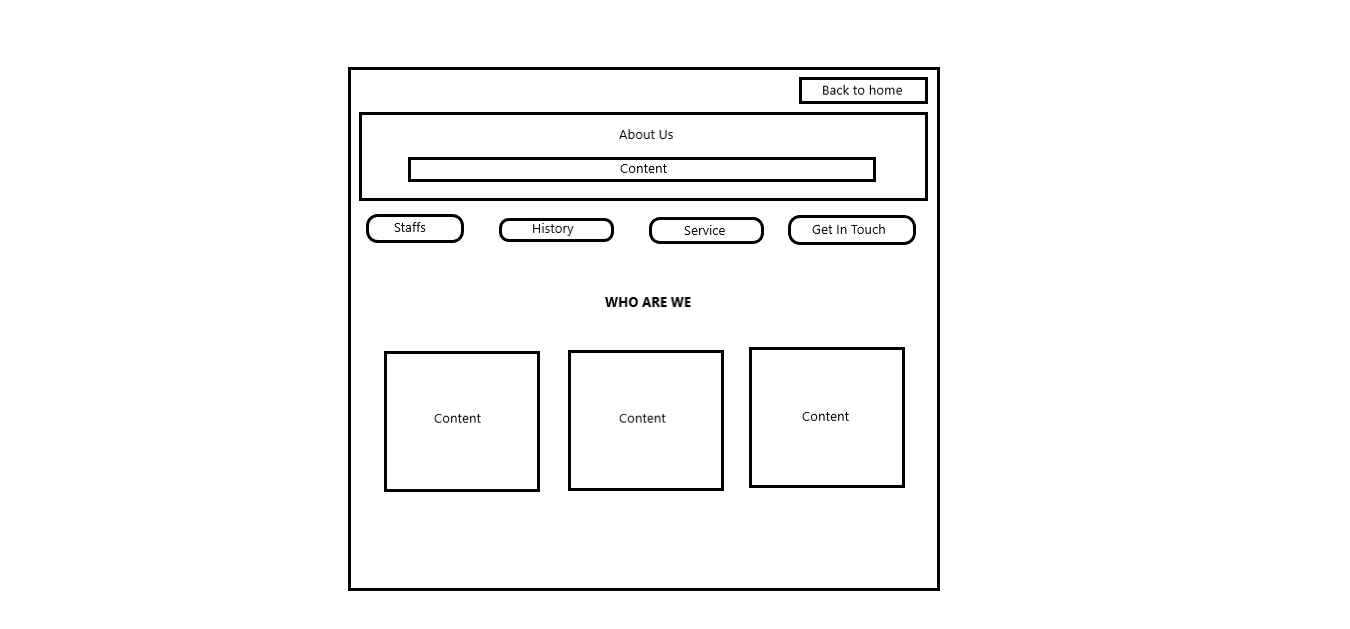 Back to home
About Us
Content
Staffs
History
Service
Get In Touch
WHO ARE WE
Content
Content
Content